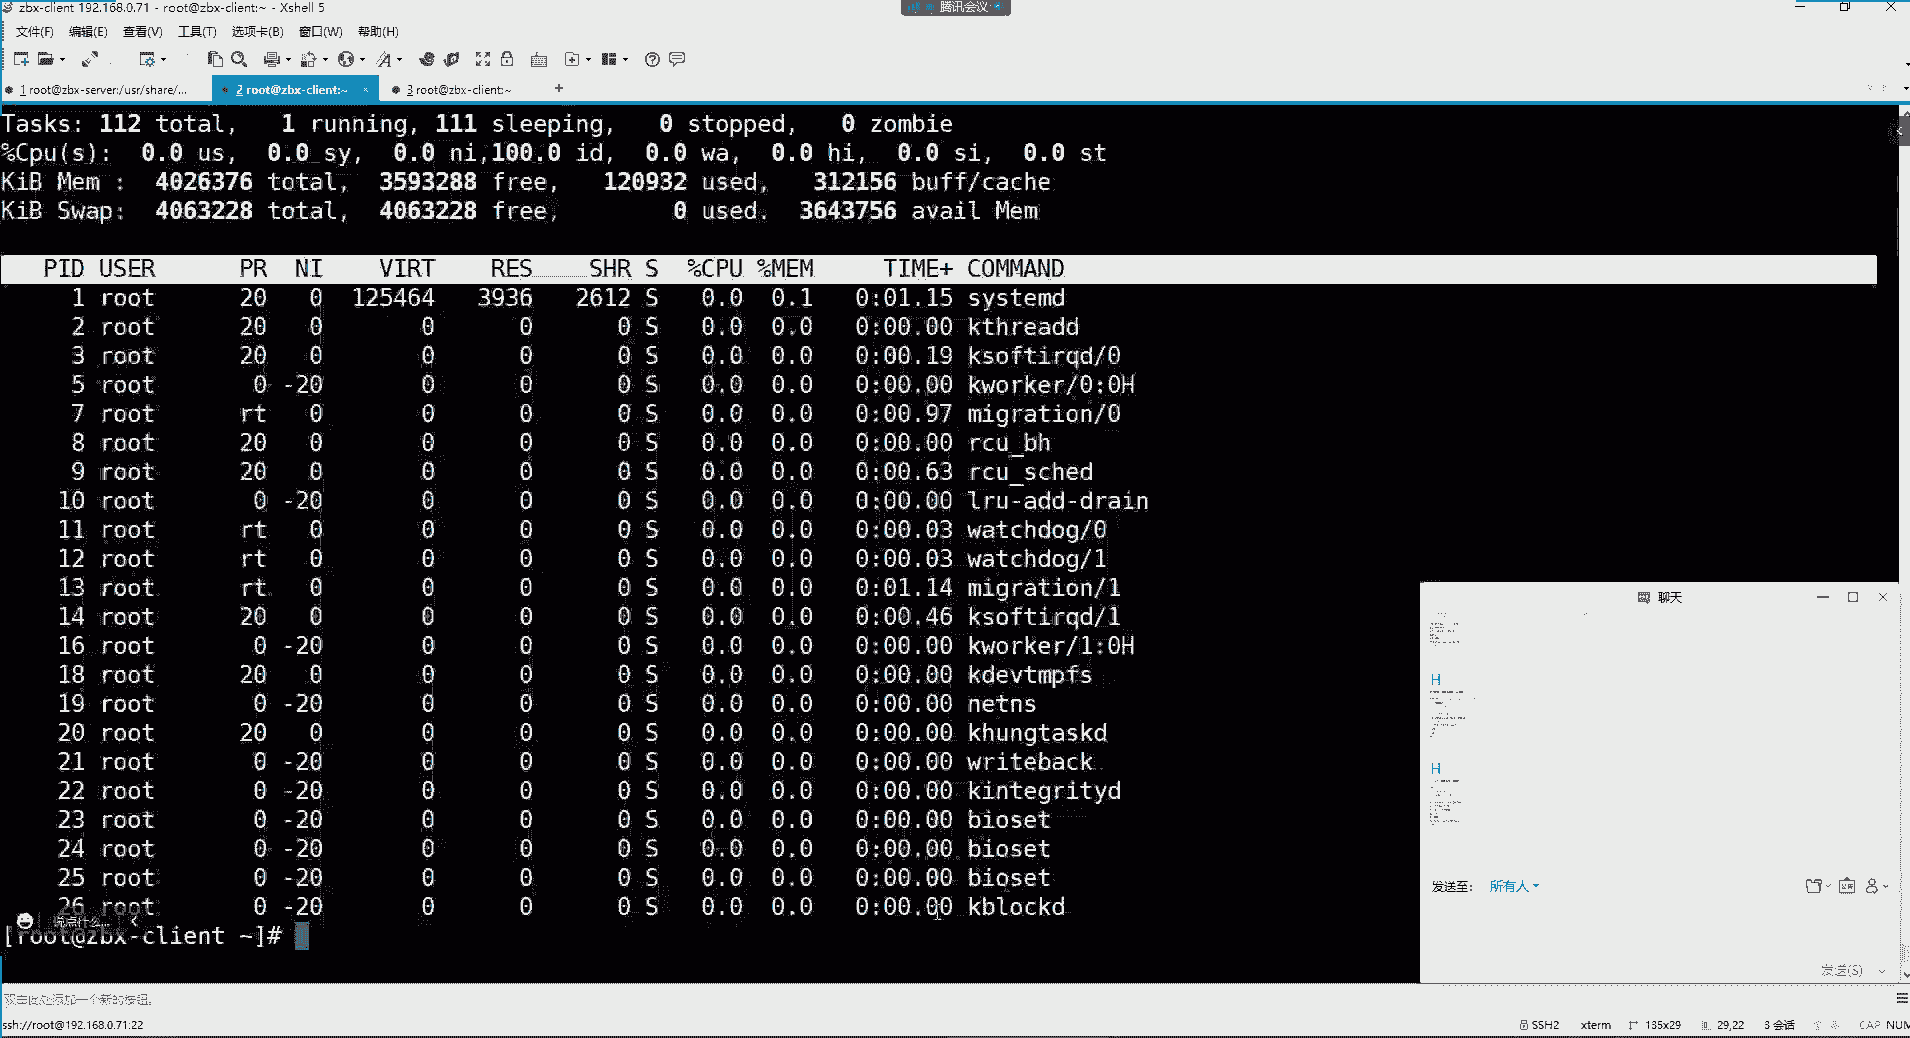 zbx-client 192.168.0.71 - root@zbx-client:~ - Xshell 5
腾讯会议
文件(F) 编辑(E) 查看(V) 工具(T) 选项卡(B) 窗口(W) 帮助(H)
1 root@zbx-server:/usr/share/... 2 root@zbx-client:~ × 3 root@zbx-client:~ +
Tasks: 112 total, 1 running, 111 sleeping, 0 stopped, 0 zombie
%Cpu(s): 0.0 us, 0.0 sy, 0.0 ni,100.0 id, 0.0 wa, 0.0 hi, 0.0 si, 0.0 st
KiB Mem : 4026376 total, 3593288 free, 120932 used, 312156 buff/cache
KiB Swap: 4063228 total, 4063228 free, 0 used. 3643756 avail Mem
PID USER PR NI VIRT RES SHR S %CPU %MEM TIME+ COMMAND
1 root 20 0 125464 3936 2612 S 0.0 0.1 0:01.15 systemd
2 root 20 0 0 0 0 S 0.0 0.0 0:00.00 kthreadd
3 root 20 0 0 0 0 S 0.0 0.0 0:00.19 ksoftirqd/0
5 root 0 -20 0 0 0 S 0.0 0.0 0:00.00 kworker/0:0H
7 root rt 0 0 0 0 S 0.0 0.0 0:00.97 migration/0
8 root 20 0 0 0 0 S 0.0 0.0 0:00.00 rcu_bh
9 root 20 0 0 0 0 S 0.0 0.0 0:00.63 rcu_sched
10 root 0 -20 0 0 0 S 0.0 0.0 0:00.00 lru-add-drain
11 root rt 0 0 0 0 S 0.0 0.0 0:00.03 watchdog/0
12 root rt 0 0 0 0 S 0.0 0.0 0:00.03 watchdog/1
13 root rt 0 0 0 0 S 0.0 0.0 0:01.14 migration/1
14 root 20 0 0 0 0 S 0.0 0.0 0:00.46 ksoftirqd/1
16 root 0 -20 0 0 0 S 0.0 0.0 0:00.00 kworker/1:0H
18 root 20 0 0 0 0 S 0.0 0.0 0:00.00 kdevtmpfs
19 root 0 -20 0 0 0 S 0.0 0.0 0:00.00 netns
20 root 20 0 0 0 0 S 0.0 0.0 0:00.00 khungtaskd
21 root 0 -20 0 0 0 S 0.0 0.0 0:00.00 writeback
22 root 0 -20 0 0 0 S 0.0 0.0 0:00.00 kintegrityd
23 root 0 -20 0 0 0 S 0.0 0.0 0:00.00 bioset
24 root 0 -20 0 0 0 S 0.0 0.0 0:00.00 bioset
25 root 0 -20 0 0 0 S 0.0 0.0 0:00.00 bioset
26 root 0 -20 0 0 0 S 0.0 0.0 0:00.00 kblockd
说点什么...
[root@zbx-client ~]#
聊天
H
H
发送至: 所有人
发送(S)
ssh://root@192.168.0.71:22 SSH2 xterm 135x29 29,22 3 会话 CAP NUM